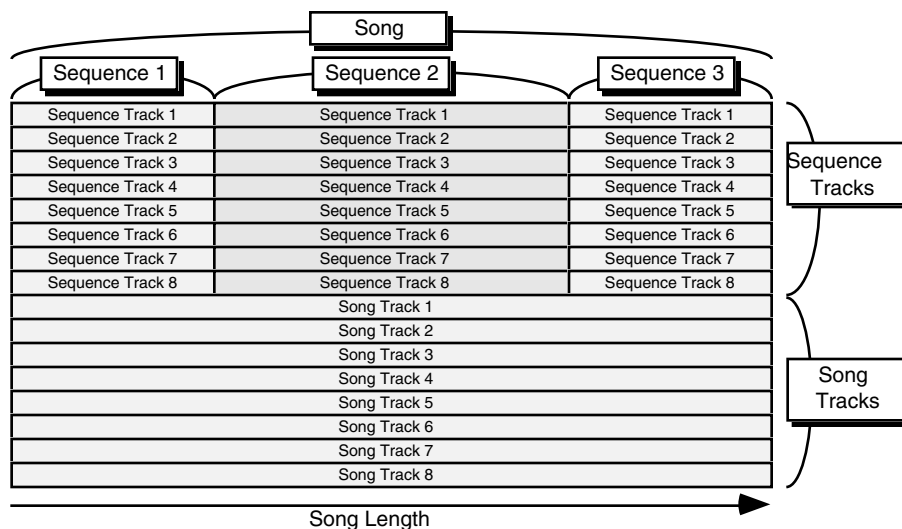 Song
Sequence 1 Sequence 2 Sequence 3
Sequence Track 1 Sequence Track 1 Sequence Track 1
Sequence Track 2 Sequence Track 2 Sequence Track 2
Sequence Track 3 Sequence Track 3 Sequence Track 3
Sequence Track 4 Sequence Track 4 Sequence Track 4
Sequence Track 5 Sequence Track 5 Sequence Track 5
Sequence Track 6 Sequence Track 6 Sequence Track 6
Sequence Track 7 Sequence Track 7 Sequence Track 7
Sequence Track 8 Sequence Track 8 Sequence Track 8
Sequence
Tracks
Song Track 1
Song Track 2
Song Track 3
Song Track 4
Song Track 5
Song Track 6
Song Track 7
Song Track 8
Song
Tracks
Song Length